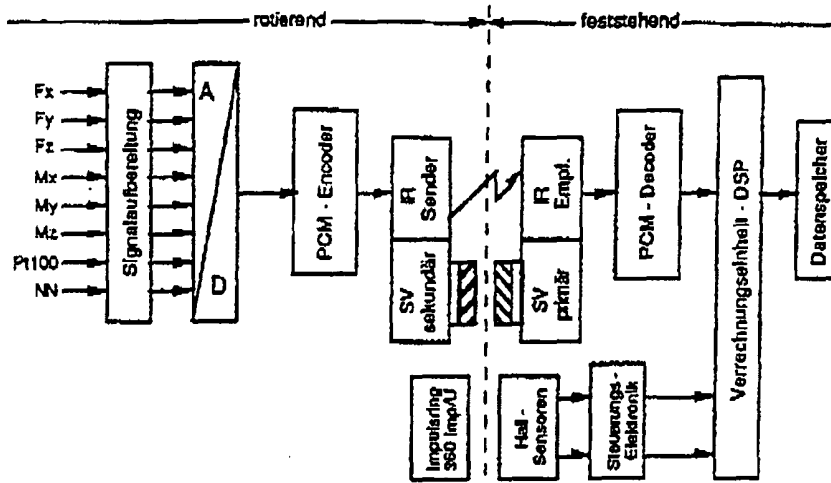 rotierend
feststehend
Fx
Fy
Fz
Mx
My
Mz
Pt100
NN
Signalaufbereitung
A
D
PCM - Encoder
IR
Sender
SV
sekundär
IR
Empf.
SV
primär
PCM - Decoder
Verrechnungseinheit - DSP
Datenspeicher
Impulsring
360 Imp/U
Hall -
Sensoren
Steuerungs -
Elektronik